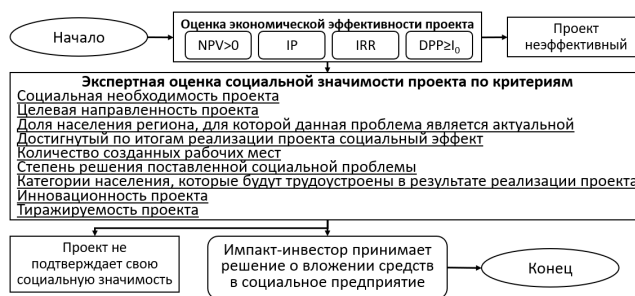 Начало
Оценка экономической эффективности проекта
NPV>0
IP
IRR
DPP≥I₀
Проект
неэффективный
Экспертная оценка социальной значимости проекта по критериям
Социальная необходимость проекта
Целевая направленность проекта
Доля населения региона, для которой данная проблема является актуальной
Достигнутый по итогам реализации проекта социальный эффект
Количество созданных рабочих мест
Степень решения поставленной социальной проблемы
Категории населения, которые будут трудоустроены в результате реализации проекта
Инновационность проекта
Тиражируемость проекта
Проект не
подтверждает свою
социальную значимость
Импакт-инвестор принимает
решение о вложении средств
в социальное предприятие
Конец